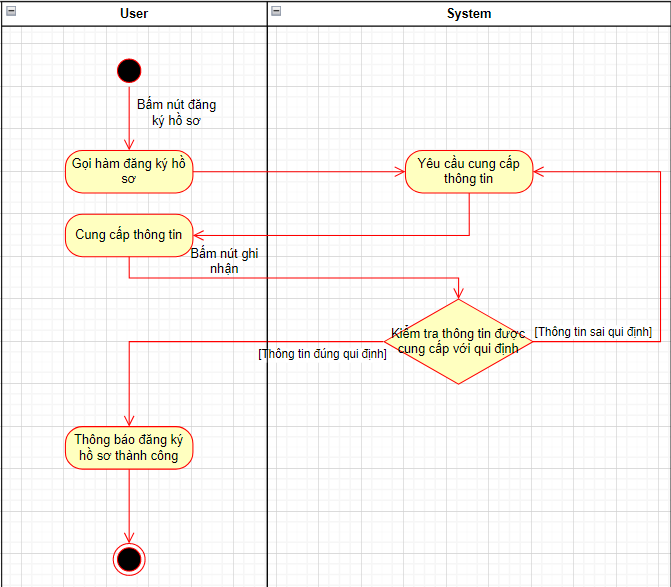 User
System
Bấm nút đăng
ký hồ sơ
Gọi hàm đăng ký hồ
sơ
Yêu cầu cung cấp
thông tin
Cung cấp thông tin
Bấm nút ghi
nhận
Kiểm tra thông tin được
cung cấp với qui định
[Thông tin sai qui định]
[Thông tin đúng qui định]
Thông báo đăng ký
hồ sơ thành công